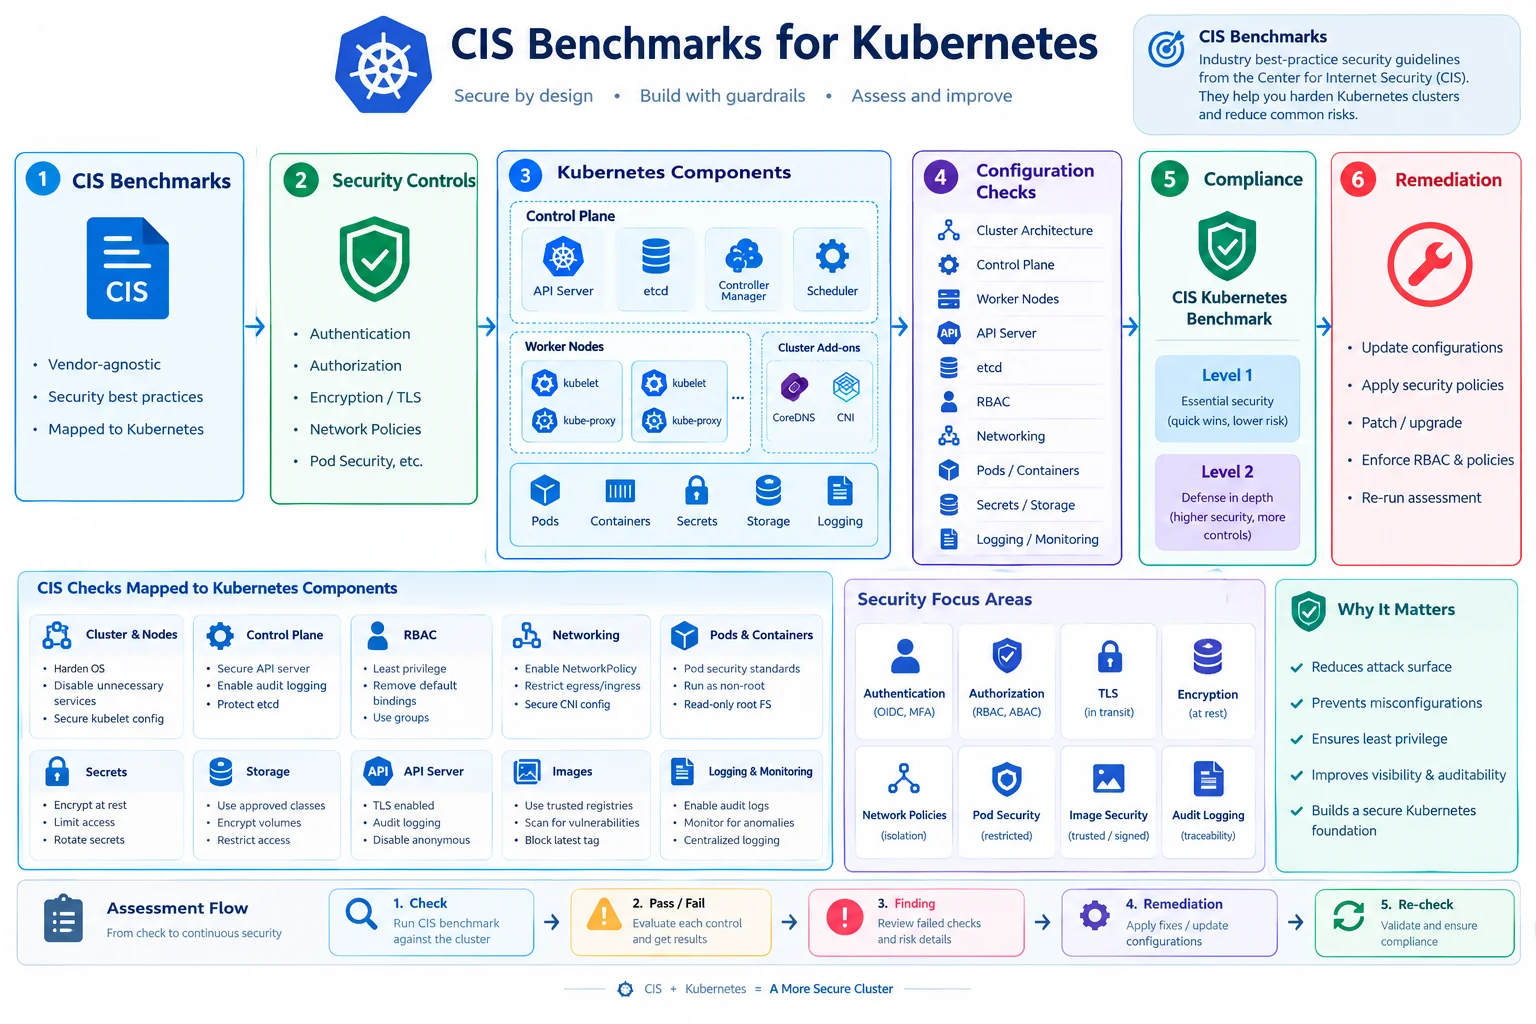 CIS Benchmarks for Kubernetes
Secure by design • Build with guardrails • Assess and improve
CIS Benchmarks
Industry best-practice security guidelines
from the Center for Internet Security (CIS).
They help you harden Kubernetes clusters
and reduce common risks.
1 CIS Benchmarks
CIS
• Vendor-agnostic
• Security best practices
• Mapped to Kubernetes
2 Security Controls
• Authentication
• Authorization
• Encryption / TLS
• Network Policies
• Pod Security, etc.
3 Kubernetes Components
Control Plane
API Server
etcd
Controller
Manager
Scheduler
Worker Nodes
kubelet
kube-proxy
kubelet
kube-proxy
...
Cluster Add-ons
CoreDNS
CNI
Pods
Containers
Secrets
Storage
Logging
4 Configuration
Checks
Cluster Architecture
Control Plane
Worker Nodes
API API Server
etcd
RBAC
Networking
Pods / Containers
Secrets / Storage
Logging / Monitoring
5 Compliance
CIS Kubernetes
Benchmark
Level 1
Essential security
(quick wins, lower risk)
Level 2
Defense in depth
(higher security, more
controls)
6 Remediation
• Update configurations
• Apply security policies
• Patch / upgrade
• Enforce RBAC & policies
• Re-run assessment
CIS Checks Mapped to Kubernetes Components
Cluster & Nodes
• Harden OS
• Disable unnecessary
services
• Secure kubelet config
Control Plane
• Secure API server
• Enable audit logging
• Protect etcd
RBAC
• Least privilege
• Remove default
bindings
• Use groups
Networking
• Enable NetworkPolicy
• Restrict egress/ingress
• Secure CNI config
Pods & Containers
• Pod security standards
• Run as non-root
• Read-only root FS
Secrets
• Encrypt at rest
• Limit access
• Rotate secrets
Storage
• Use approved classes
• Encrypt volumes
• Restrict access
API API Server
• TLS enabled
• Audit logging
• Disable anonymous
Images
• Use trusted registries
• Scan for vulnerabilities
• Block latest tag
Logging & Monitoring
• Enable audit logs
• Monitor for anomalies
• Centralized logging
Security Focus Areas
Authentication
(OIDC, MFA)
Authorization
(RBAC, ABAC)
TLS
(in transit)
Encryption
(at rest)
Network Policies
(isolation)
Pod Security
(restricted)
Image Security
(trusted / signed)
Audit Logging
(traceability)
Why It Matters
Reduces attack surface
Prevents misconfigurations
Ensures least privilege
Improves visibility & auditability
Builds a secure Kubernetes
foundation
Assessment Flow
From check to continuous security
1. Check
Run CIS benchmark
against the cluster
2. Pass / Fail
Evaluate each control
and get results
3. Finding
Review failed checks
and risk details
4. Remediation
Apply fixes / update
configurations
5. Re-check
Validate and ensure
compliance
CIS + Kubernetes = A More Secure Cluster